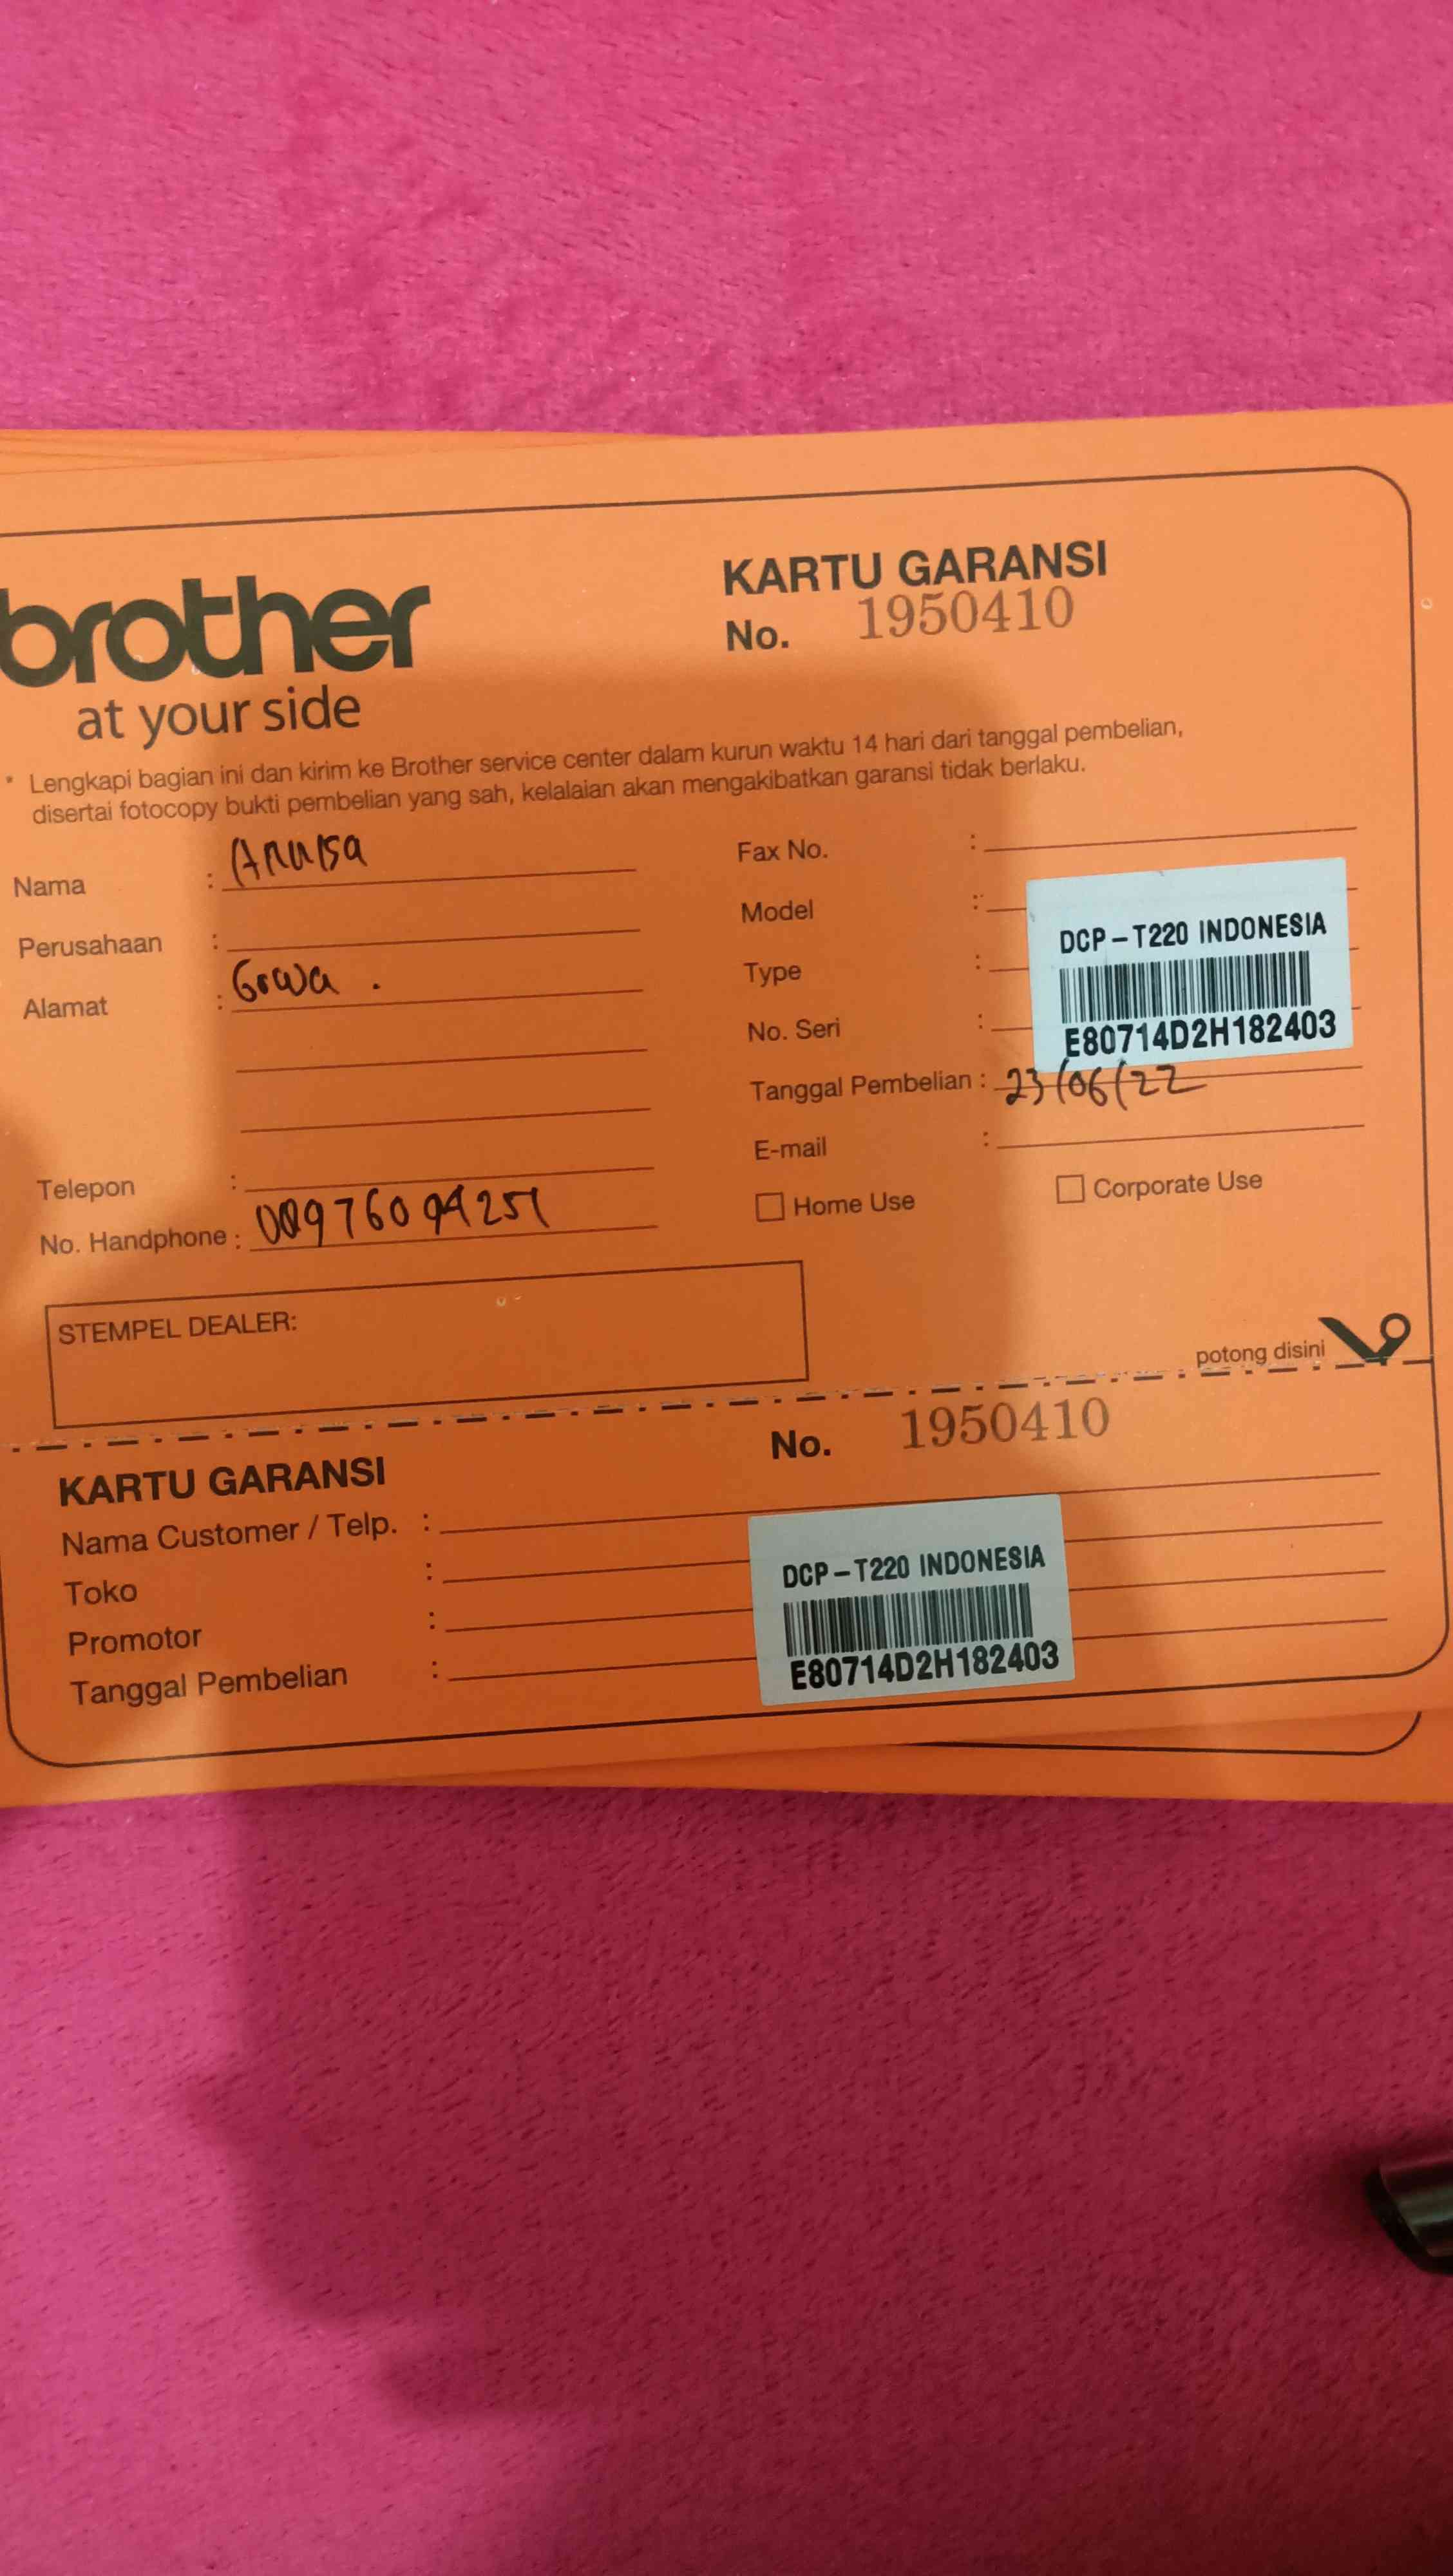 brother
at your side
KARTU GARANSI
No. 1950410
* Lengkapi bagian ini dan kirim ke Brother service center dalam kurun waktu 14 hari dari tanggal pembelian,
disertai fotocopy bukti pembelian yang sah, kelalaian akan mengakibatkan garansi tidak berlaku.
Nama :
Perusahaan :
Alamat : Gowa .
Telepon :
No. Handphone :
Fax No. :
Model :
Type :
No. Seri :
DCP-T220 INDONESIA
E80714D2H182403
Tanggal Pembelian : 23/06/22
E-mail :
Home Use
Corporate Use
STEMPEL DEALER:
potong disini
KARTU GARANSI
No. 1950410
Nama Customer / Telp. :
Toko :
Promotor :
Tanggal Pembelian :
DCP-T220 INDONESIA
E80714D2H182403